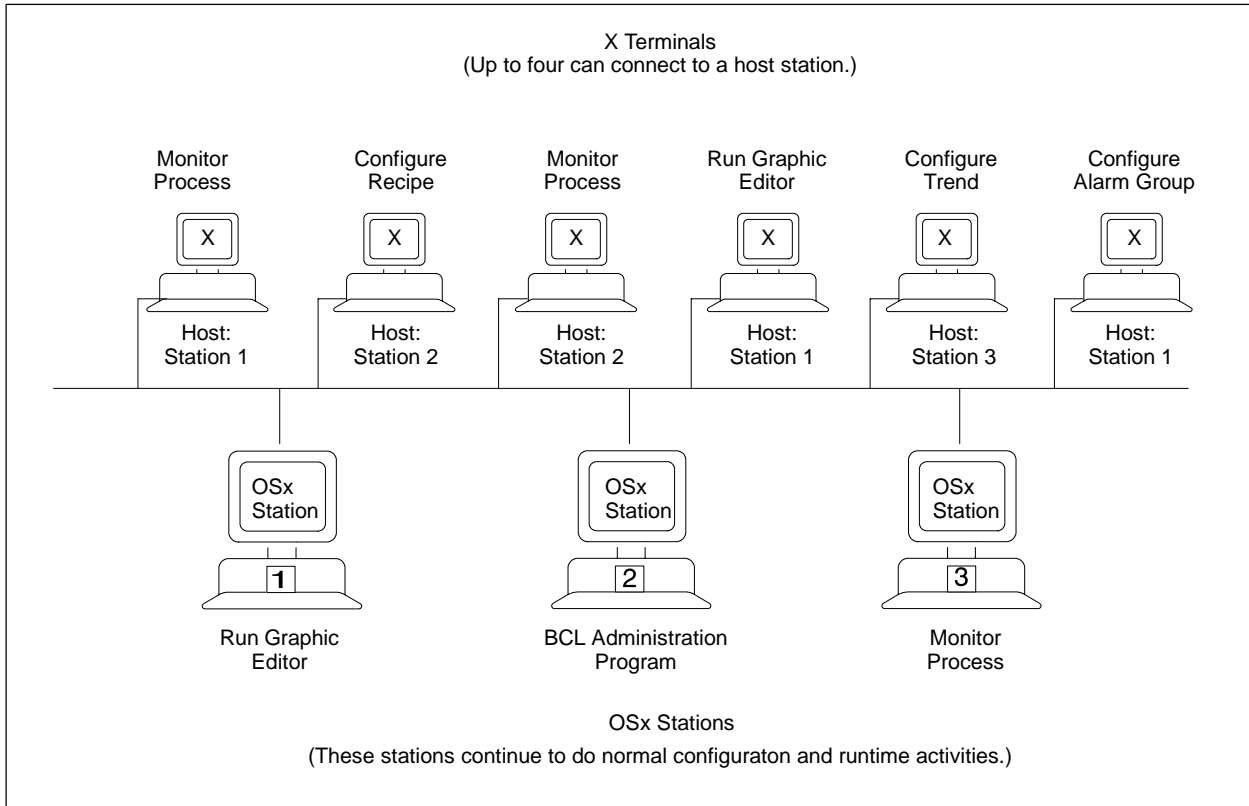 X Terminals
(Up to four can connect to a host station.)
Monitor
Process
Configure
Recipe
Monitor
Process
Run Graphic
Editor
Configure
Trend
Configure
Alarm Group
X
X
X
X
X
X
Host:
Station 1
Host:
Station 2
Host:
Station 2
Host:
Station 1
Host:
Station 3
Host:
Station 1
OSx
Station
OSx
Station
OSx
Station
1
2
3
Run Graphic
Editor
BCL Administration
Program
Monitor
Process
OSx Stations
(These stations continue to do normal configuraton and runtime activities.)